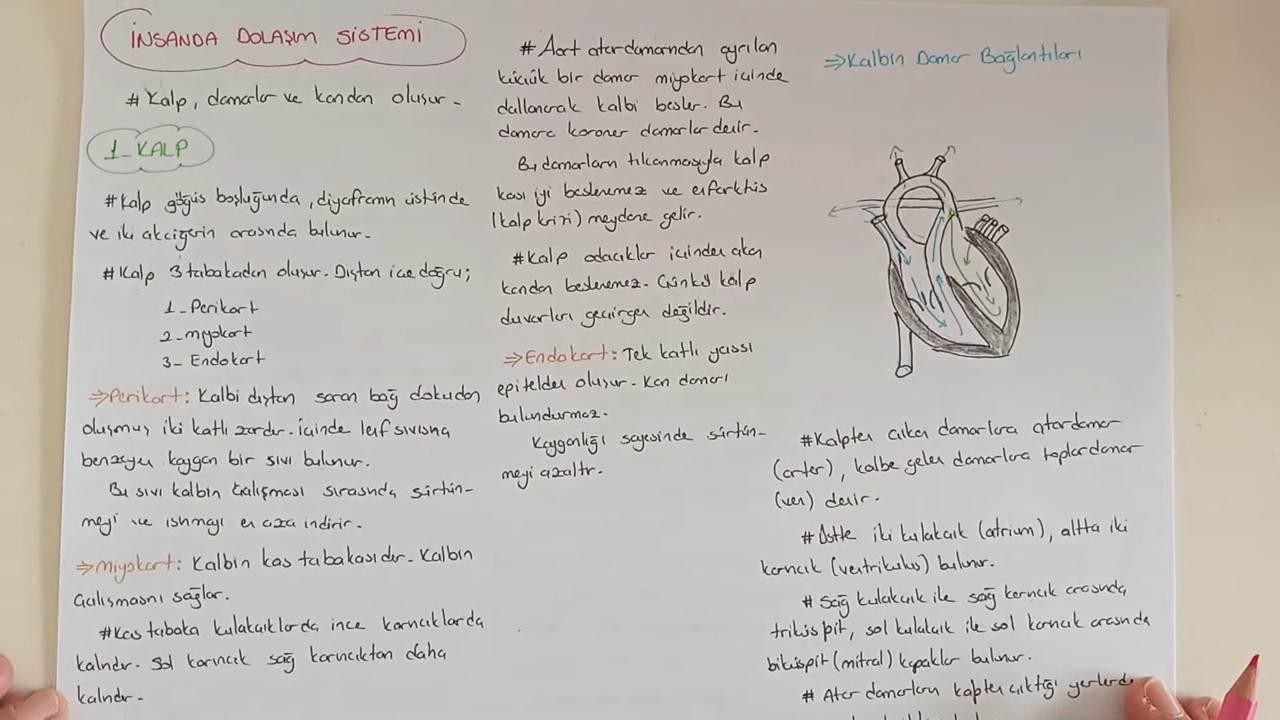 İNSANDA DOLAŞIM SİSTEMİ
# Kalp, damarlar ve kandan oluşur.
1_ KALP
# Kalp göğüs boşluğunda, diyaframın üstünde
ve iki akciğerin arasında bulunur.
# Kalp 3 tabakadan oluşur. Dıştan içe doğru;
1_ Perikart
2_ miyokart
3_ Endokart
⇒Perikart: Kalbi dıştan saran bağ dokudan
oluşmuş iki katlı zardır. İçinde lenf sıvısına
benzeyen kaygan bir sıvı bulunur.
Bu sıvı kalbin çalışması sırasında sürtün-
meyi ve ısınmayı en aza indirir.
⇒Miyokart: Kalbin kas tabakasıdır. Kalbin
çalışmasını sağlar.
#Kas tabaka kulakçıklarda ince karıncıklarda
kalındır. Sol karıncık sağ karıncıktan daha
kalındır.
# Aort atardamarından ayrılan
küçük bir damar miyokart içinde
dallanarak kalbi besler. Bu
damara koroner damarlar denir.
Bu damarların tıkanmasıyla kalp
kası iyi beslenemez ve enfarktüs
(kalp krizi) meydana gelir.
#Kalp odacıklar içinden akan
kandan beslenemez. Çünkü kalp
duvarları geçirgen değildir.
⇒Endokart: Tek katlı yassı
epitelden oluşur. Kan damarı
bulundurmaz.
Kayganlığı sayesinde sürtün-
meyi azaltır.
⇒Kalbin Damar Bağlantıları
#Kalpten çıkan damarlara atardamar
(arter), kalbe gelen damarlara toplardamar
(ven) denir.
# Üstte iki kulakçık (atrium), altta iki
karıncık (ventrikulus) bulunur.
# Sağ kulakçık ile sağ karıncık arasında
triküspit, sol kulakçık ile sol karıncık arasında
biküspit (mitral) kapaklar bulunur.
# Atar damarların kalpten çıktığı yerlerde